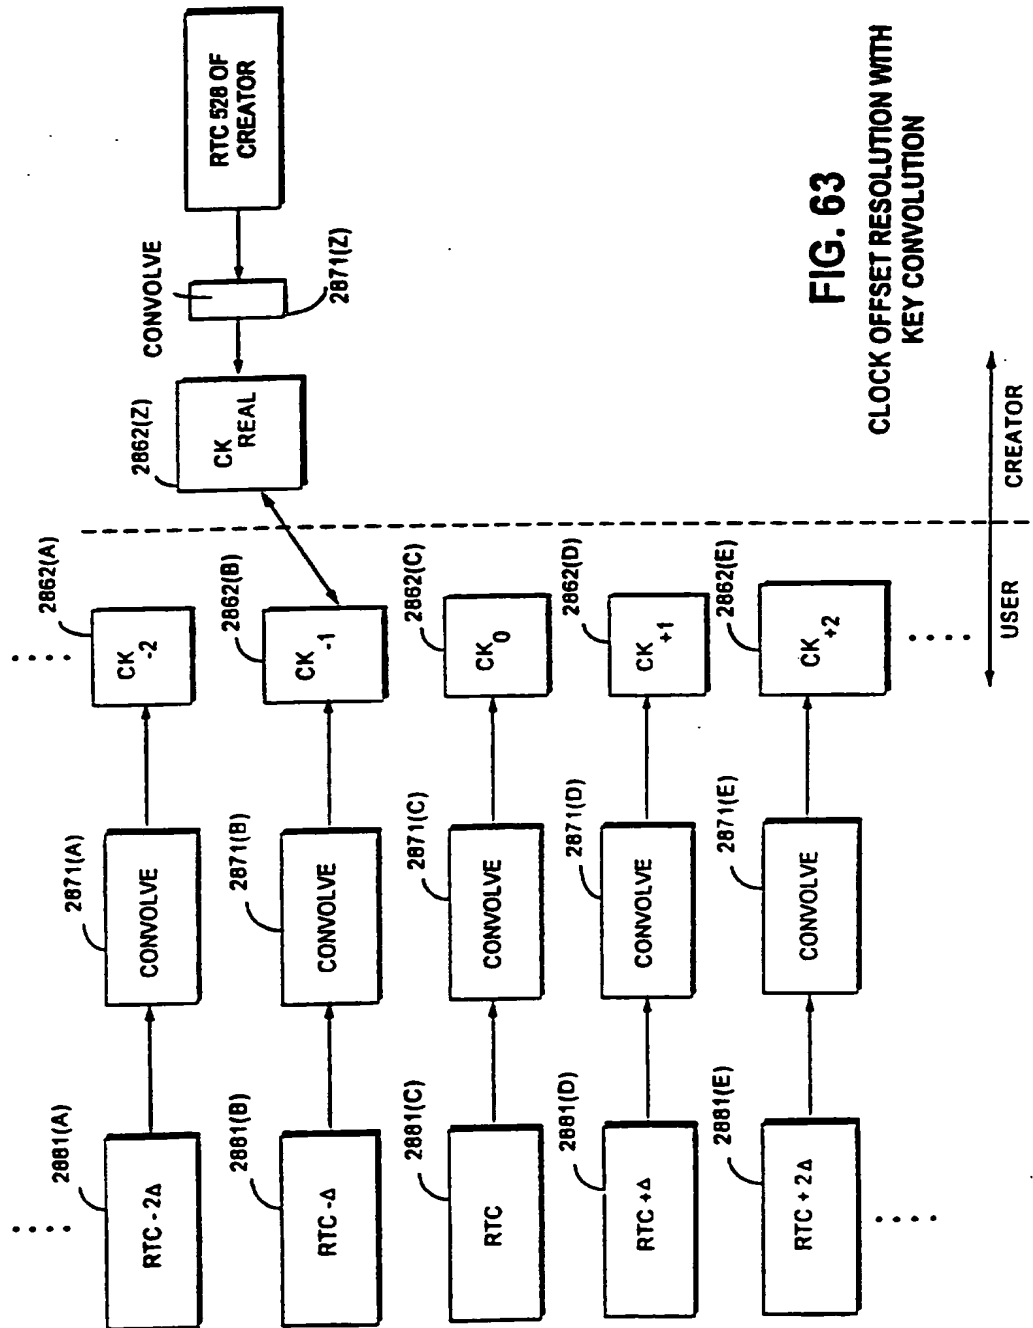 RTC 528 OF
CREATOR
CONVOLVE
2871(Z)
2862(Z)
CK REAL
2862(A)
CK -2
2871(A)
CONVOLVE
2881(A)
RTC - 2Δ
2862(B)
CK -1
2871(B)
CONVOLVE
2881(B)
RTC -Δ
2862(C)
CK 0
2871(C)
CONVOLVE
2881(C)
RTC
2862(D)
CK +1
2871(D)
CONVOLVE
2881(D)
RTC +Δ
2862(E)
CK +2
2871(E)
CONVOLVE
2881(E)
RTC + 2Δ
USER
CREATOR
FIG. 63
CLOCK OFFSET RESOLUTION WITH
KEY CONVOLUTION